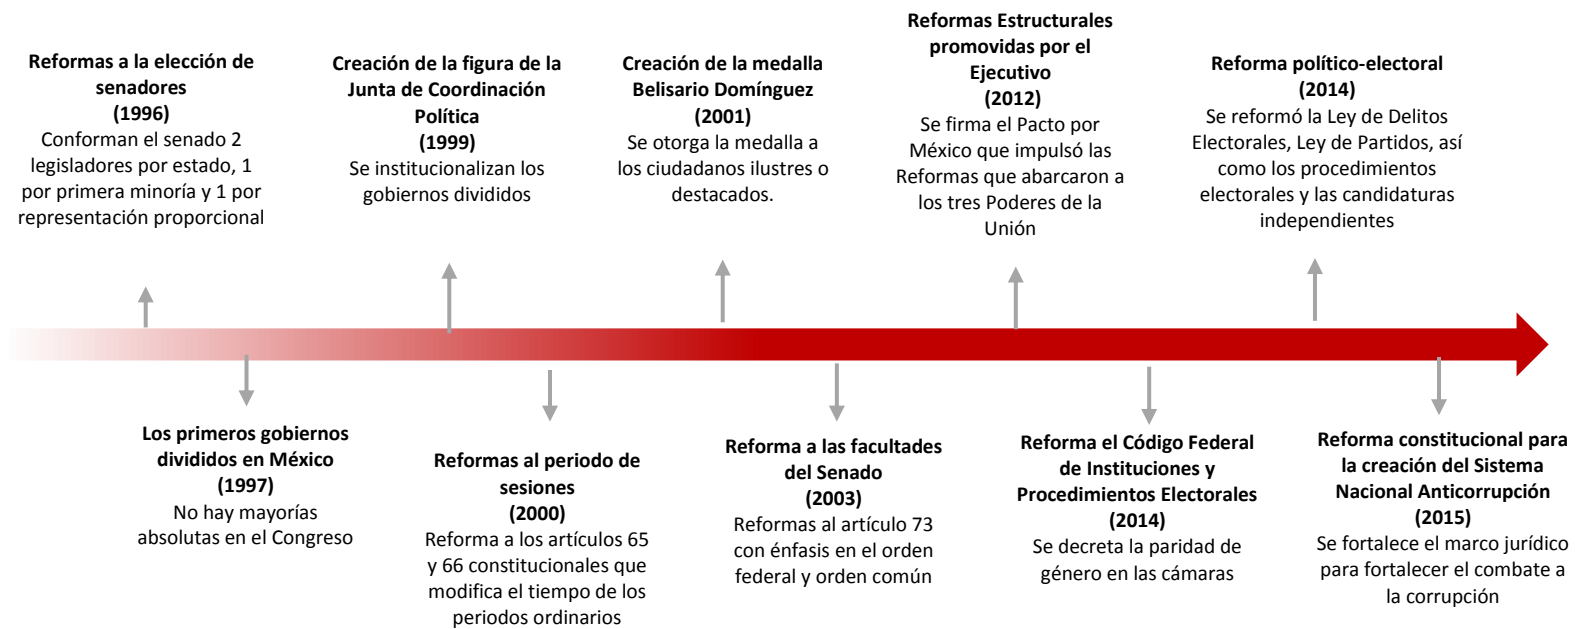 Reformas a la elección de
senadores
(1996)
Conforman el senado 2
legisladores por estado, 1
por primera minoría y 1 por
representación proporcional
Creación de la figura de la
Junta de Coordinación
Política
(1999)
Se institucionalizan los
gobiernos divididos
Creación de la medalla
Belisario Domínguez
(2001)
Se otorga la medalla a
los ciudadanos ilustres o
destacados.
Reformas Estructurales
promovidas por el
Ejecutivo
(2012)
Se firma el Pacto por
México que impulsó las
Reformas que abarcaron a
los tres Poderes de la
Unión
Reforma político-electoral
(2014)
Se reformó la Ley de Delitos
Electorales, Ley de Partidos, así
como los procedimientos
electorales y las candidaturas
independientes
Los primeros gobiernos
divididos en México
(1997)
No hay mayorías
absolutas en el Congreso
Reformas al periodo de
sesiones
(2000)
Reforma a los artículos 65
y 66 constitucionales que
modifica el tiempo de los
periodos ordinarios
Reforma a las facultades
del Senado
(2003)
Reformas al artículo 73
con énfasis en el orden
federal y orden común
Reforma el Código Federal
de Instituciones y
Procedimientos Electorales
(2014)
Se decreta la paridad de
género en las cámaras
Reforma constitucional para
la creación del Sistema
Nacional Anticorrupción
(2015)
Se fortalece el marco jurídico
para fortalecer el combate a
la corrupción